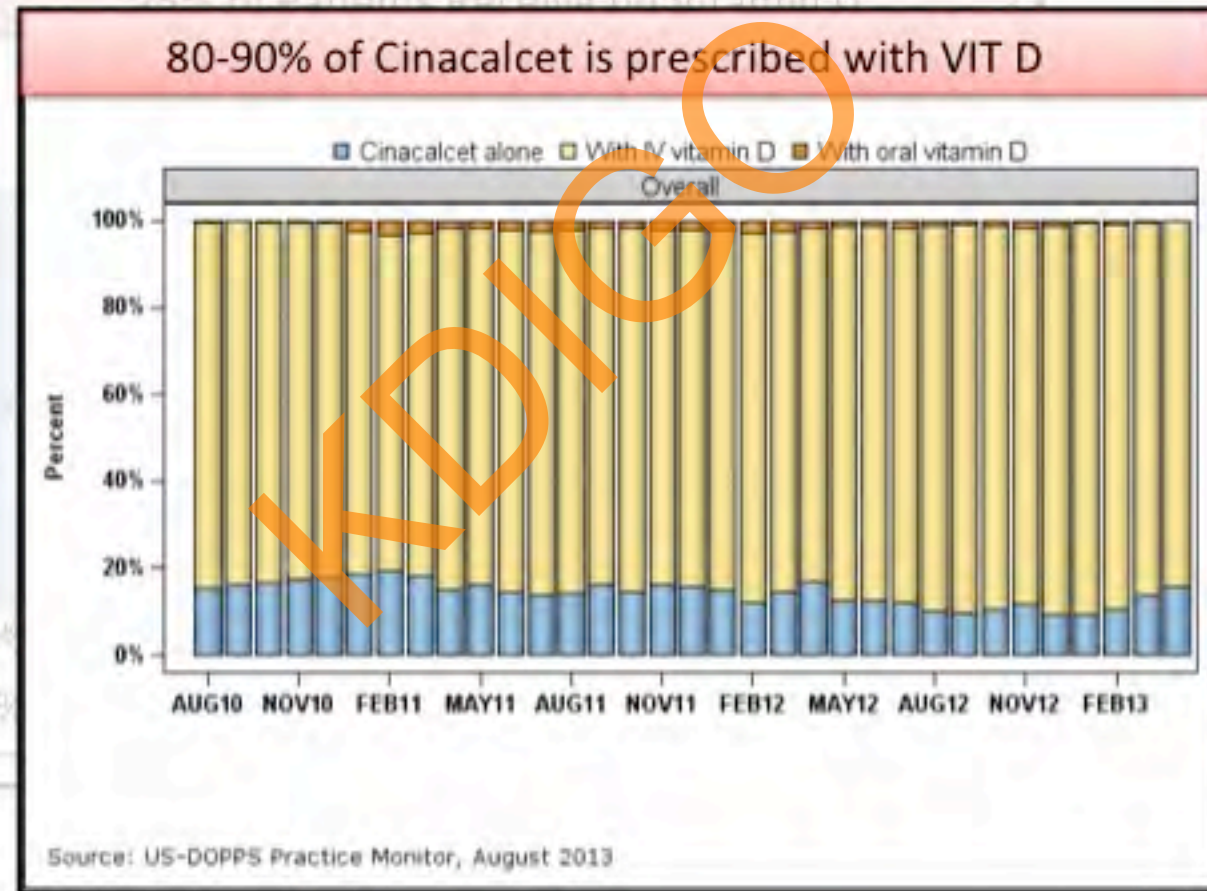 80-90% of Cinacalcet is prescribed with VIT D
Cinacalcet alone With IV vitamin D With oral vitamin D
Overall
100%
80%
60%
40%
20%
0%
Percent
AUG10 NOV10 FEB11 MAY11 AUG11 NOV11 FEB12 MAY12 AUG12 NOV12 FEB13
Source: US-DOPPS Practice Monitor, August 2013
KDIGO